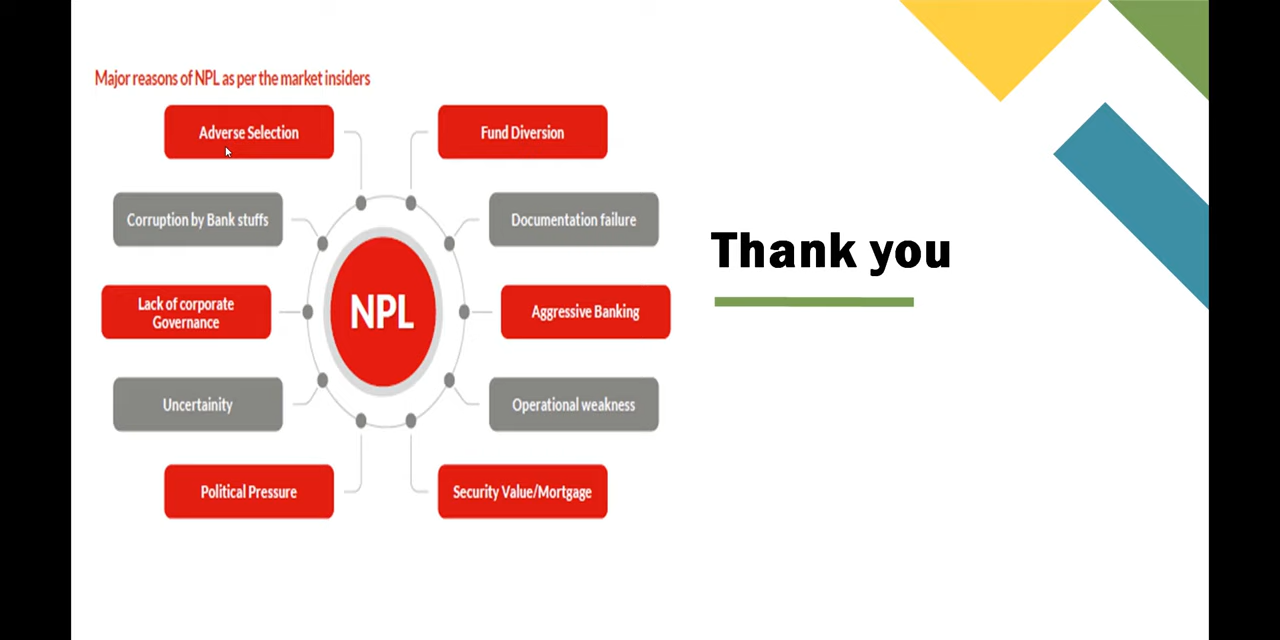 Major reasons of NPL as per the market insiders
Adverse Selection
Fund Diversion
Corruption by Bank stuffs
Documentation failure
Lack of corporate
Governance
NPL
Aggressive Banking
Uncertainity
Operational weakness
Political Pressure
Security Value/Mortgage
Thank you